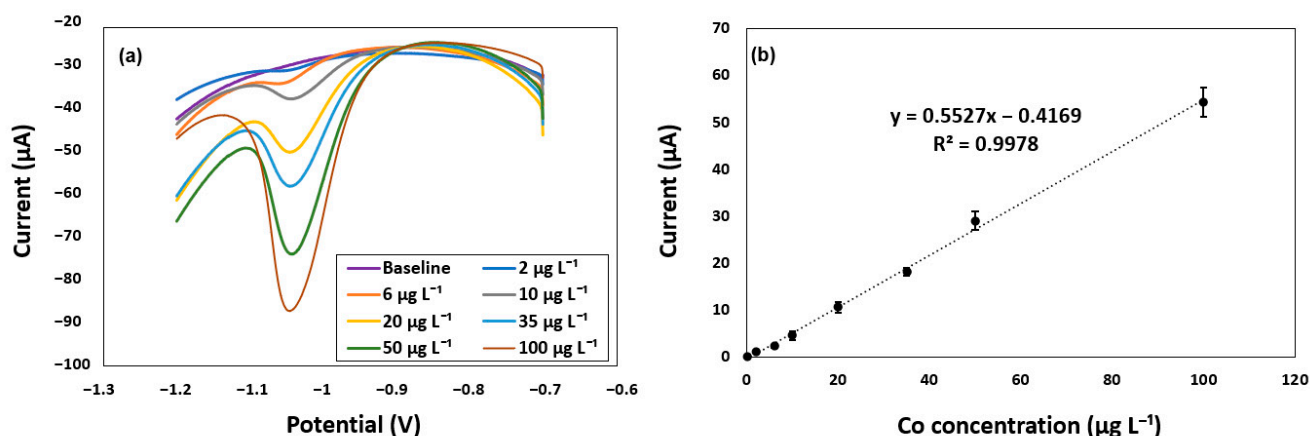 (a)
−20
−30
−40
−50
−60
−70
−80
−90
−100
Current (µA)
−1.3
−1.2
−1.1
−1
−0.9
−0.8
−0.7
−0.6
Potential (V)
Baseline
2 µg L⁻¹
6 µg L⁻¹
10 µg L⁻¹
20 µg L⁻¹
35 µg L⁻¹
50 µg L⁻¹
100 µg L⁻¹
(b)
70
60
50
40
30
20
10
0
Current (µA)
y = 0.5527x − 0.4169
R² = 0.9978
0
20
40
60
80
100
120
Co concentration (µg L⁻¹)